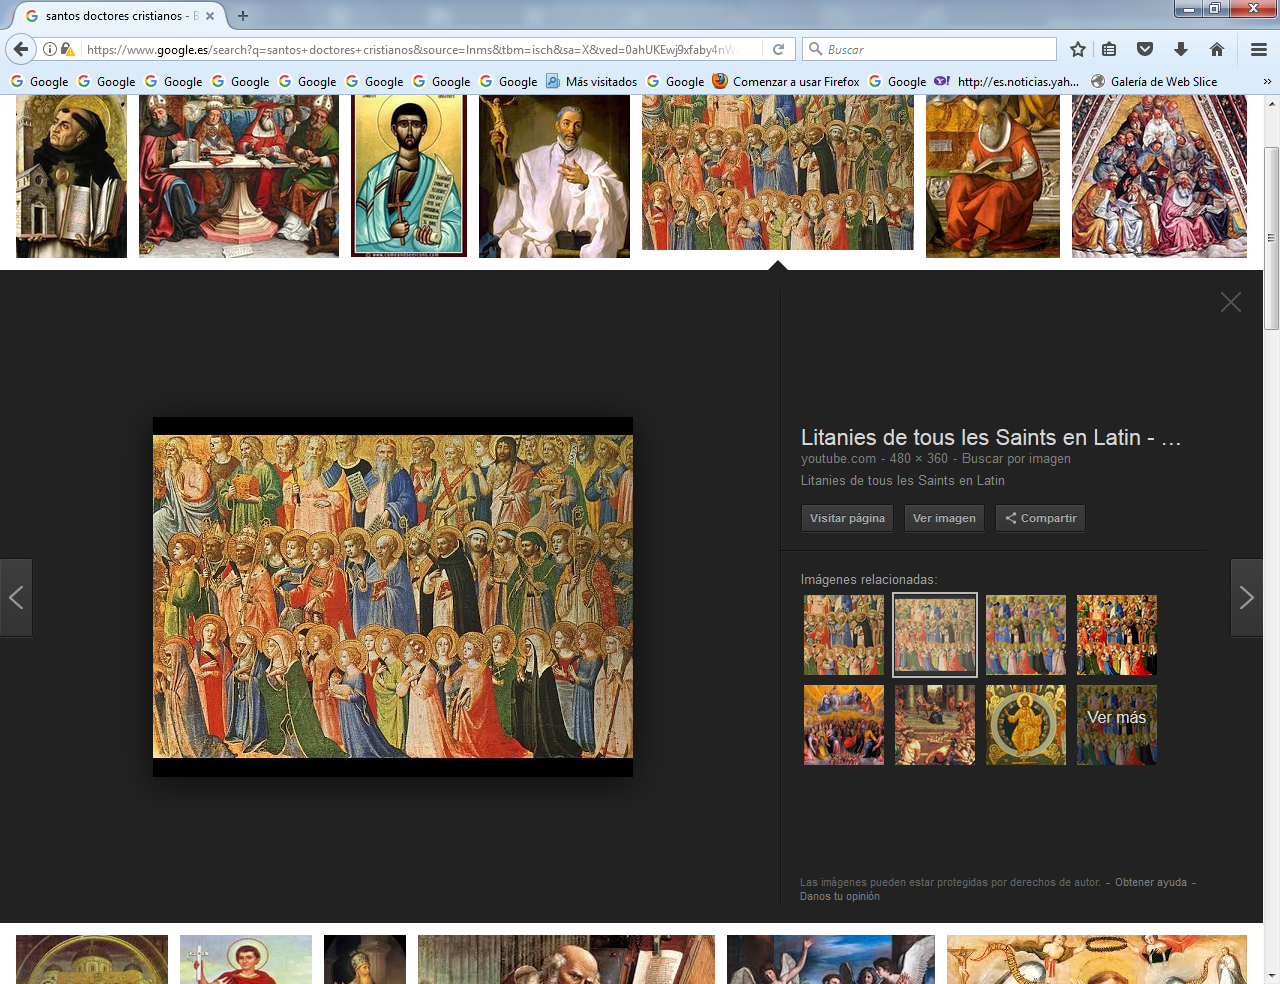 santos doctores cristianos - B
https://www.google.es/search?q=santos+doctores+cristianos&source=lnms&tbm=isch&sa=X&ved=0ahUKEwj9xfaby4nW
Buscar
Google Google Google Google Google Google Google Google Más visitados Google Comenzar a usar Firefox Google http://es.noticias.yah... Galería de Web Slice
www.comeandseeicons.com
Litanies de tous les Saints en Latin - ...
youtube.com - 480 × 360 - Buscar por imagen
Litanies de tous les Saints en Latin
Visitar página Ver imagen Compartir
Imágenes relacionadas:
Ver más
Las imágenes pueden estar protegidas por derechos de autor. - Obtener ayuda -
Danos tu opinión